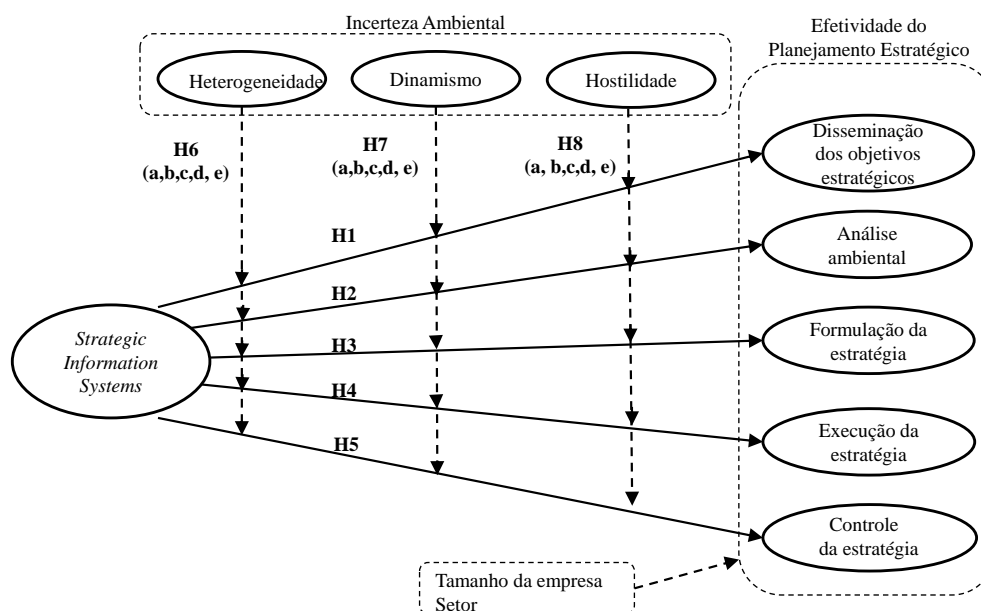 Incerteza Ambiental
Efetividade do
Planejamento Estratégico
Heterogeneidade
Dinamismo
Hostilidade
H6
(a,b,c,d, e)
H7
(a,b,c,d, e)
H8
(a, b,c,d, e)
Disseminação
dos objetivos
estratégicos
H1
Análise
ambiental
H2
Strategic
Information
Systems
H3
Formulação da
estratégia
H4
Execução da
estratégia
H5
Controle
da estratégia
Tamanho da empresa
Setor